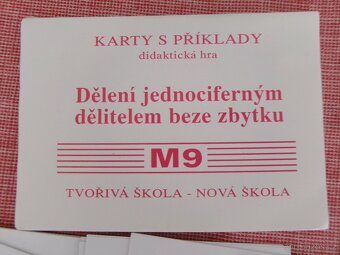 KARTY S PŘÍKLADY
didaktická hra
Dělení jednociferným
dělitelem beze zbytku
M9
TVOŘIVÁ ŠKOLA - NOVÁ ŠKOLA